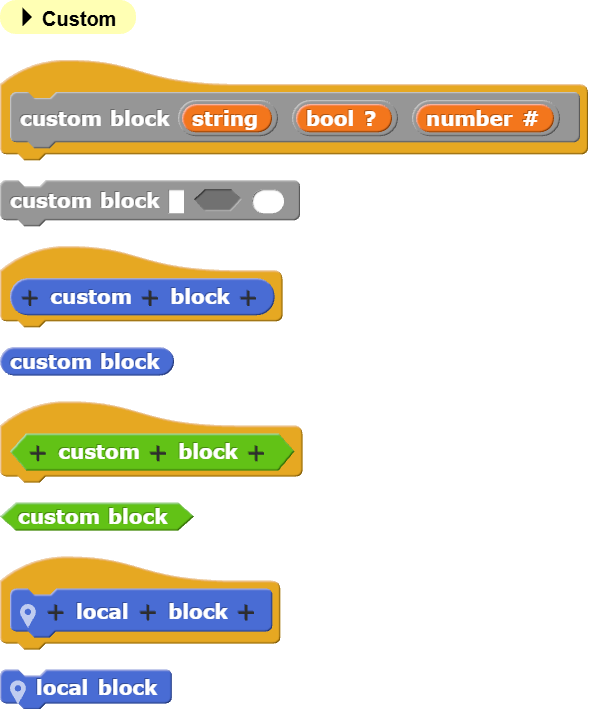 Custom
custom block string bool ? number #
custom block
+ custom + block +
custom block
+ custom + block +
custom block
+ local + block +
local block